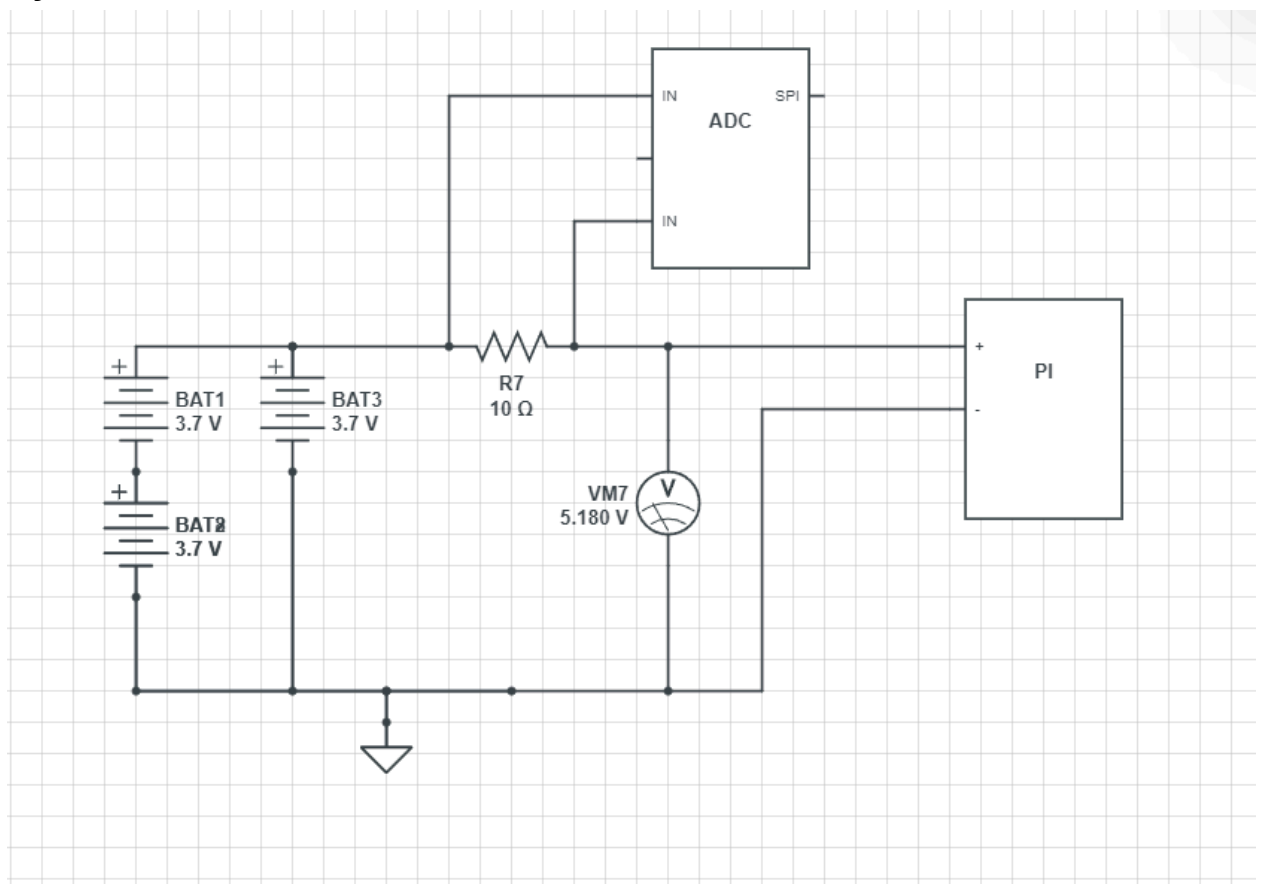 IN SPI
ADC
IN
+
PI
-
+ +
R7
10 Ω
BAT1
3.7 V
BAT3
3.7 V
+
V
VM7
5.180 V
3.7 V